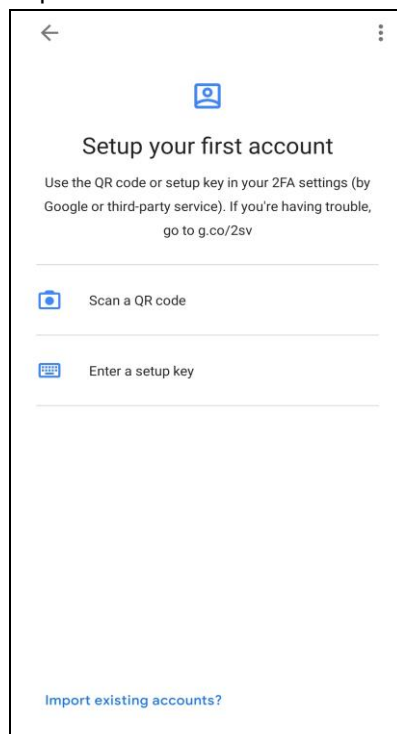 Setup your first account
Use the QR code or setup key in your 2FA settings (by
Google or third-party service). If you're having trouble,
go to g.co/2sv
Scan a QR code
Enter a setup key
Import existing accounts?